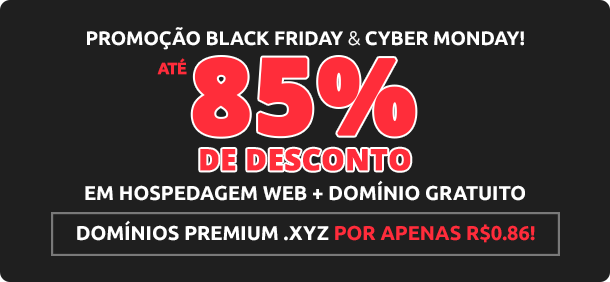 PROMOÇÃO BLACK FRIDAY & CYBER MONDAY!
ATÉ
85%
DE DESCONTO
EM HOSPEDAGEM WEB + DOMÍNIO GRATUITO
DOMÍNIOS PREMIUM .XYZ POR APENAS R$0.86!